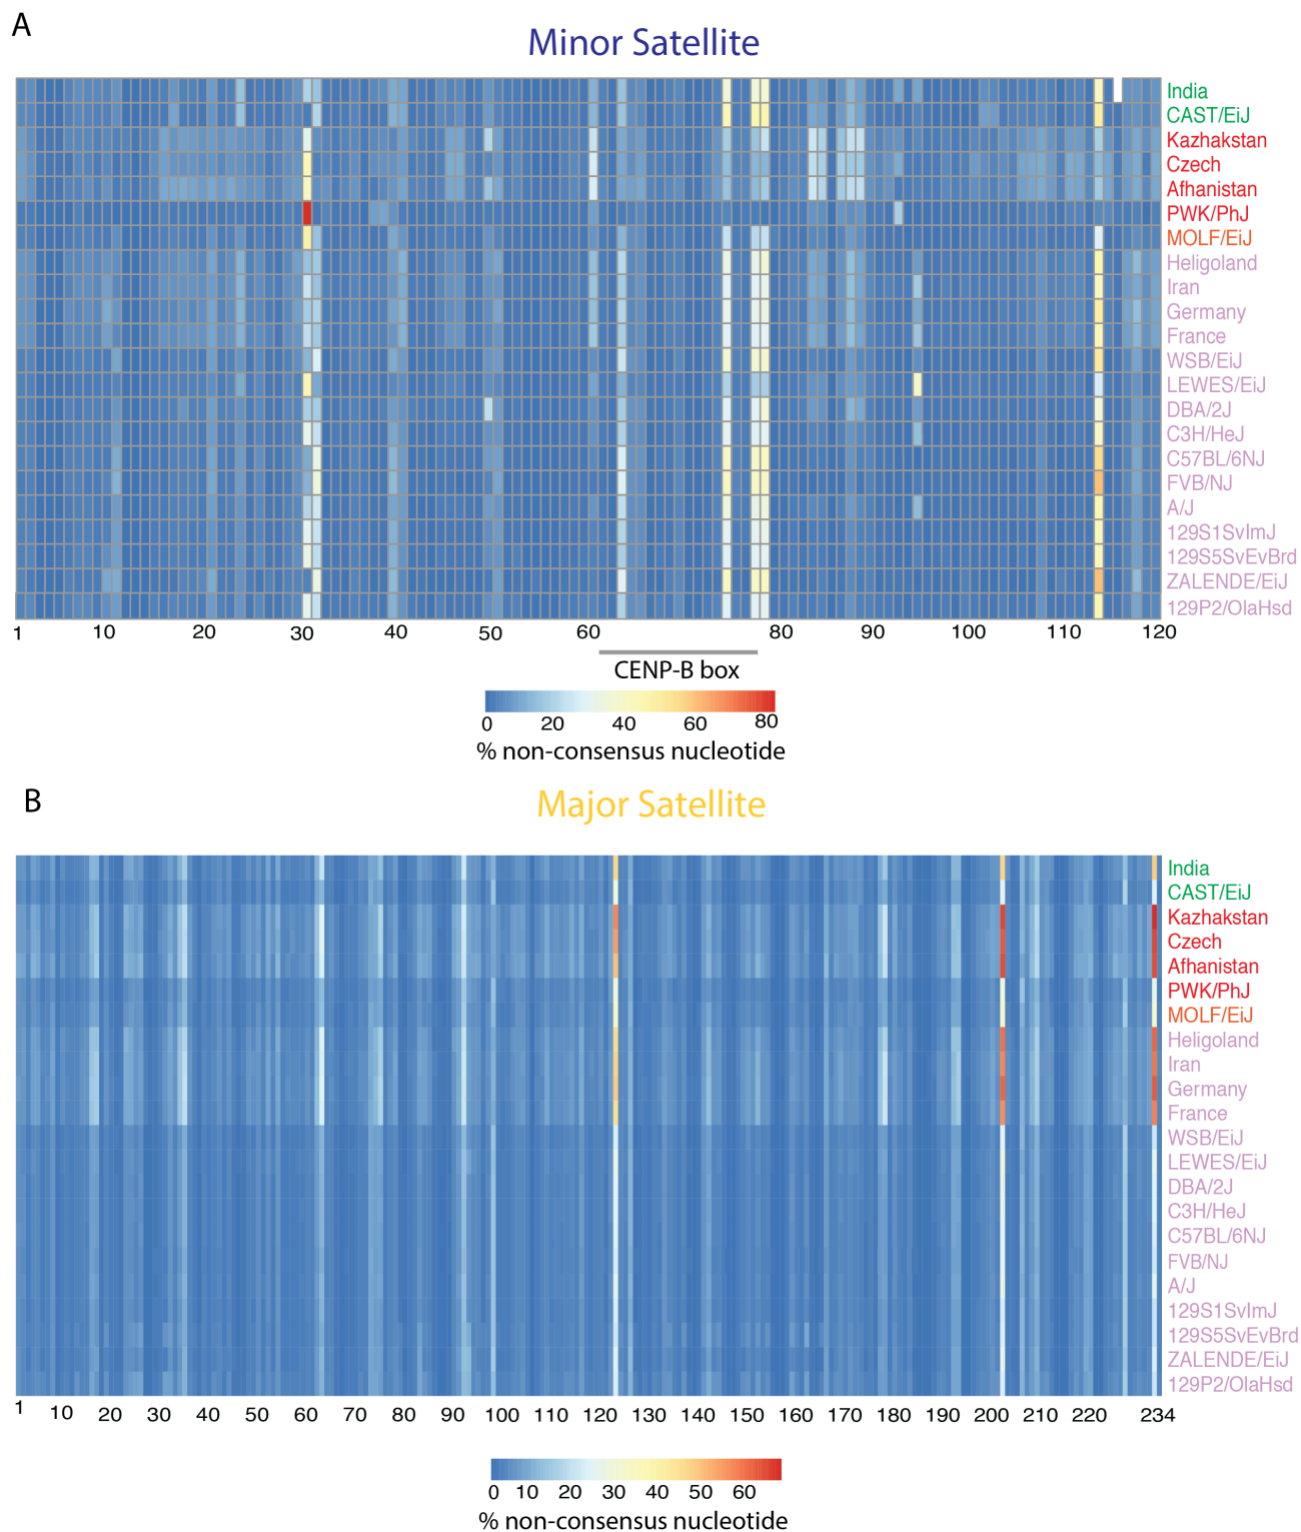 A
Minor Satellite
India
CAST/EiJ
Kazhakstan
Czech
Afhanistan
PWK/PhJ
MOLF/EiJ
Heligoland
Iran
Germany
France
WSB/EiJ
LEWES/EiJ
DBA/2J
C3H/HeJ
C57BL/6NJ
FVB/NJ
A/J
129S1SvImJ
129S5SvEvBrd
ZALENDE/EiJ
129P2/OlaHsd
1 10 20 30 40 50 60 80 90 100 110 120
CENP-B box
0 20 40 60 80
% non-consensus nucleotide
B
Major Satellite
India
CAST/EiJ
Kazhakstan
Czech
Afhanistan
PWK/PhJ
MOLF/EiJ
Heligoland
Iran
Germany
France
WSB/EiJ
LEWES/EiJ
DBA/2J
C3H/HeJ
C57BL/6NJ
FVB/NJ
A/J
129S1SvImJ
129S5SvEvBrd
ZALENDE/EiJ
129P2/OlaHsd
1 10 20 30 40 50 60 70 80 90 100 110 120 130 140 150 160 170 180 190 200 210 220 234
0 10 20 30 40 50 60
% non-consensus nucleotide